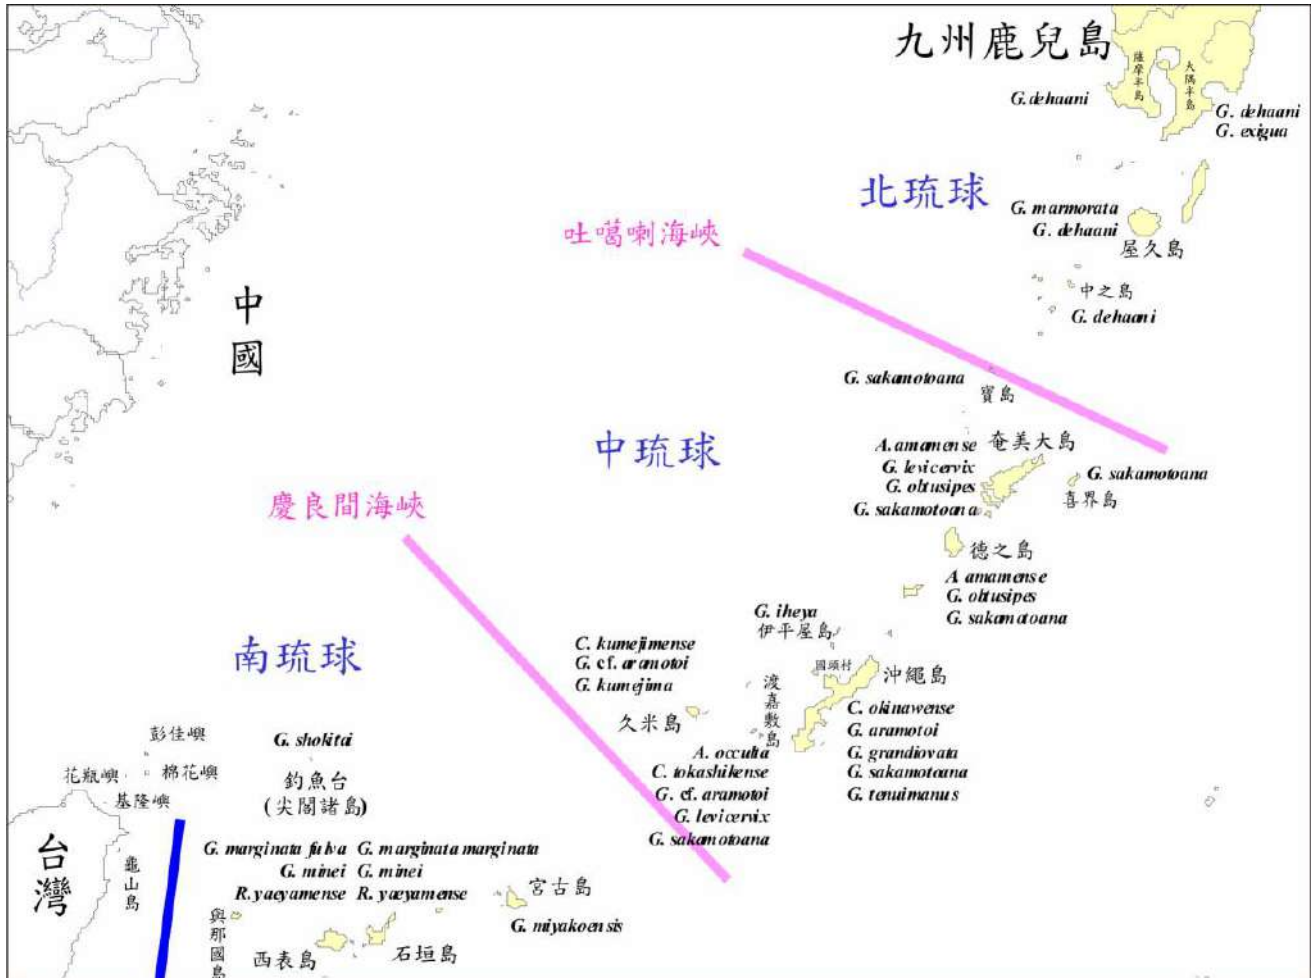 九州鹿兒島
薩摩半島
大隅半島
G.dehaani
G. dehaani
G. exigua
北琉球
G. marmorata
G. dehaani
屋久島
吐噶喇海峽
中之島
G. dehaani
中國
G. sakamotoana
寶島
中琉球
A.amamense
奄美大島
G. levicervix
G. obtusipes
G. sakamotoana
G. sakamotoana
喜界島
慶良間海峽
德之島
A. amamense
G. obtusipes
G. sakamotoana
G. iheya
伊平屋島
C. kumejimense
G. cf. aramotoi
G. kumejima
久米島
國頭村
沖繩島
渡嘉敷島
C. okinawense
G. aramotoi
G. grandiovata
G. sakamotoana
G. tenuimanus
A. occulta
C. tokashikense
G. cf. aramotoi
G. levicervix
G. sakamotoana
南琉球
彭佳嶼
花瓶嶼
棉花嶼
基隆嶼
G. shokitai
釣魚台
(尖閣諸島)
台灣
龜山島
G. marginata fulva
G. minei
R. yaeyamense
G. marginata marginata
G. minei
R. yaeyamense
與那國島
西表島
石垣島
宮古島
G. miyakoensis